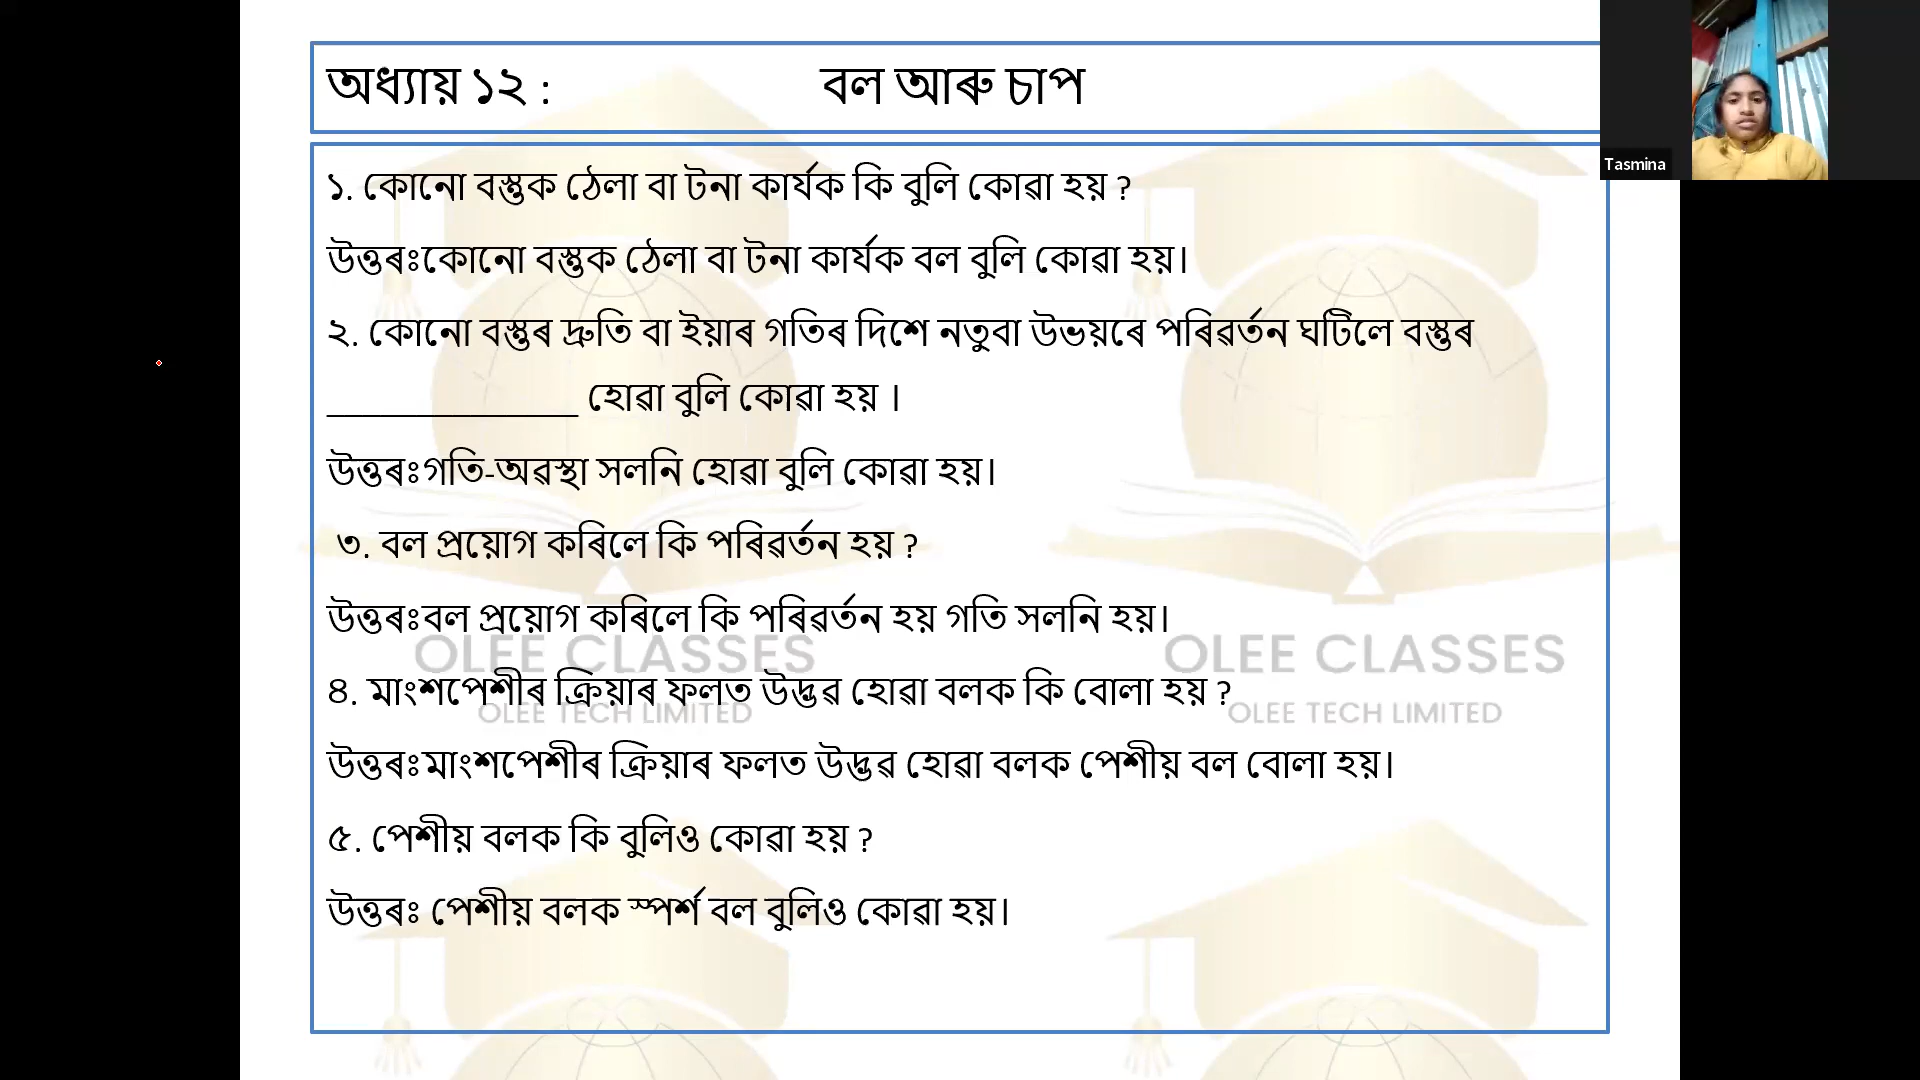 অধ্যায় ১২ : বল আৰু চাপ
Tasmina
১. কোনো বস্তুক ঠেলা বা টনা কাৰ্যক কি বুলি কোৱা হয় ?
উত্তৰঃকোনো বস্তুক ঠেলা বা টনা কাৰ্যক বল বুলি কোৱা হয়।
২. কোনো বস্তুৰ দ্ৰুতি বা ইয়াৰ গতিৰ দিশে নতুবা উভয়ৰে পৰিৱৰ্তন ঘটিলে বস্তুৰ
_____________ হোৱা বুলি কোৱা হয় ।
উত্তৰঃগতি-অৱস্থা সলনি হোৱা বুলি কোৱা হয়।
৩. বল প্ৰয়োগ কৰিলে কি পৰিৱৰ্তন হয় ?
উত্তৰঃবল প্ৰয়োগ কৰিলে কি পৰিৱৰ্তন হয় গতি সলনি হয়।
OLEE CLASSES OLEE CLASSES
৪. মাংশপেশীৰ ক্ৰিয়াৰ ফলত উদ্ভৱ হোৱা বলক কি বোলা হয় ?
OLEE TECH LIMITED OLEE TECH LIMITED
উত্তৰঃমাংশপেশীৰ ক্ৰিয়াৰ ফলত উদ্ভৱ হোৱা বলক পেশীয় বল বোলা হয়।
৫. পেশীয় বলক কি বুলিও কোৱা হয় ?
উত্তৰঃ পেশীয় বলক স্পৰ্শ বল বুলিও কোৱা হয়।